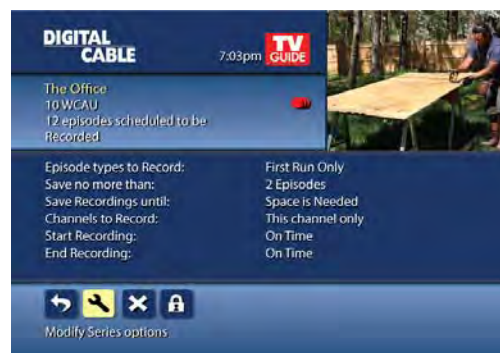 DIGITAL
CABLE
7:03pm
TV
GUIDE
The Office
10 WCAU
12 episodes scheduled to be
Recorded
Episode types to Record: First Run Only
Save no more than: 2 Episodes
Save Recordings until: Space is Needed
Channels to Record: This channel only
Start Recording: On Time
End Recording: On Time
Modify Series options